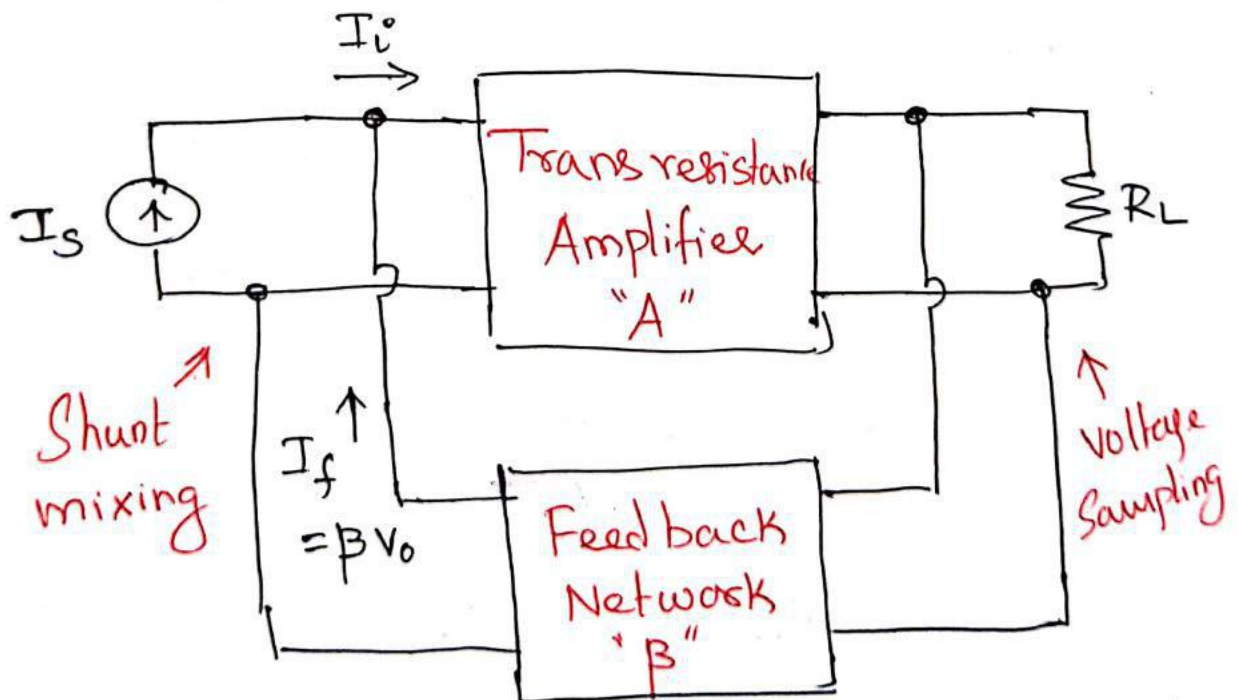 Ii
Trans resistance
Amplifier
"A"
Is
RL
Shunt
mixing
If
= βVo
Voltage
Sampling
Feed back
Network
"β"